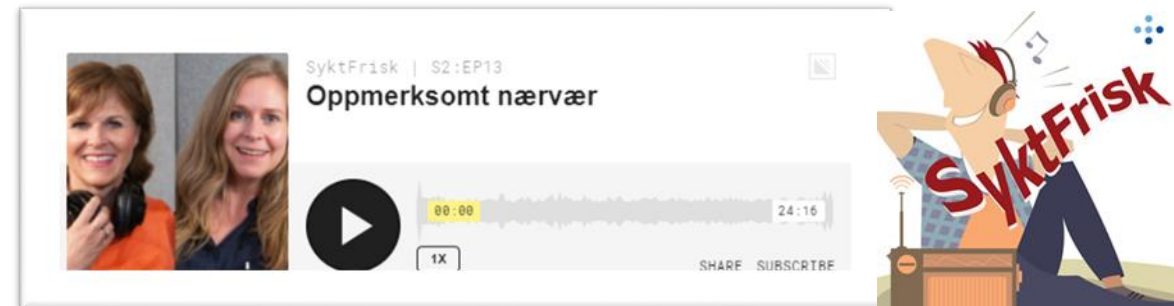 SyktFrisk | S2:EP13
Oppmerksomt nærvær
00:00
24:16
1X
SHARE SUBSCRIBE
SyktFrisk